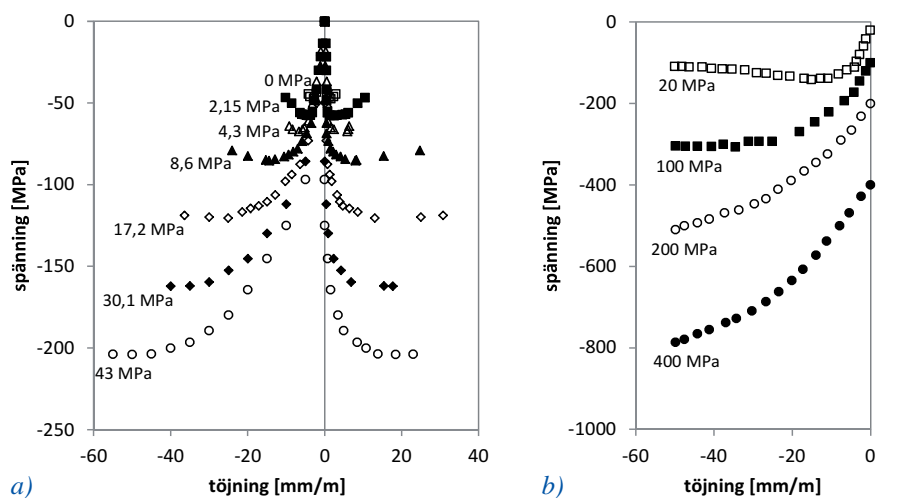 0
-50
-100
-150
-200
-250
spänning [MPa]
0 MPa
2,15 MPa
4,3 MPa
8,6 MPa
17,2 MPa
30,1 MPa
43 MPa
-60 -40 -20 0 20 40
töjning [mm/m]
a)
0
-200
-400
-600
-800
-1000
spänning [MPa]
20 MPa
100 MPa
200 MPa
400 MPa
-60 -40 -20 0
töjning [mm/m]
b)